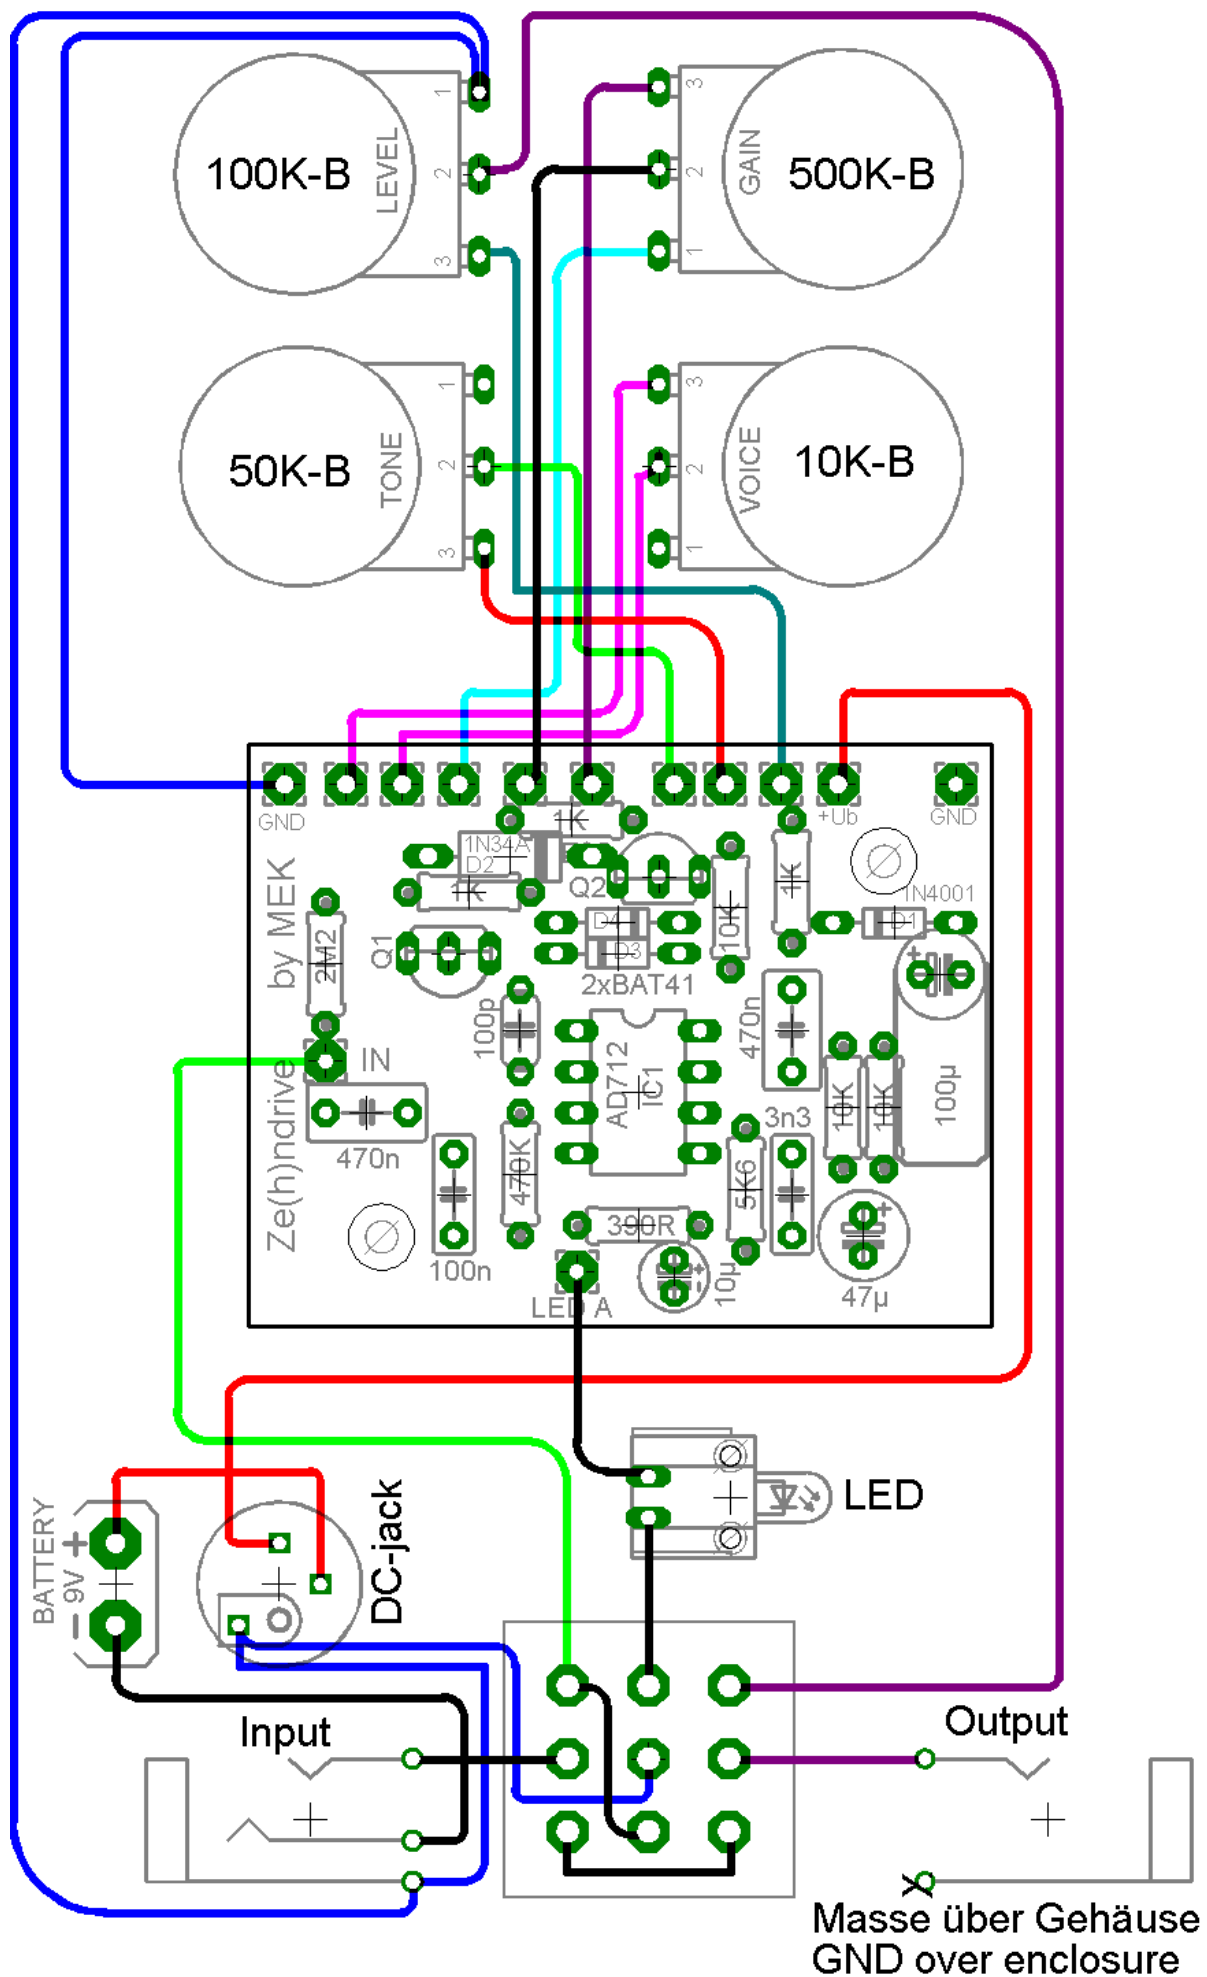 1
LEVEL
100K-B
2
3
3
GAIN
500K-B
2
1
1
TONE
50K-B
2
3
3
VOICE
10K-B
2
1
GND
+Ub
GND
1K
1N34A
D2
1K
Q2
10K
1K
1N4001
D1
by MEK
2M2
Q1
D4
D3
2xBAT41
100p
470n
+
100µ
IN
AD712
IC1
10K
10K
Ze(h)ndrive
470n
470K
5K6
3n3
100n
390R
+
10µ
+
47µ
LED A
LED
BATTERY
9V
+
−
DC-jack
Input
Output
X
Masse über Gehäuse
GND over enclosure